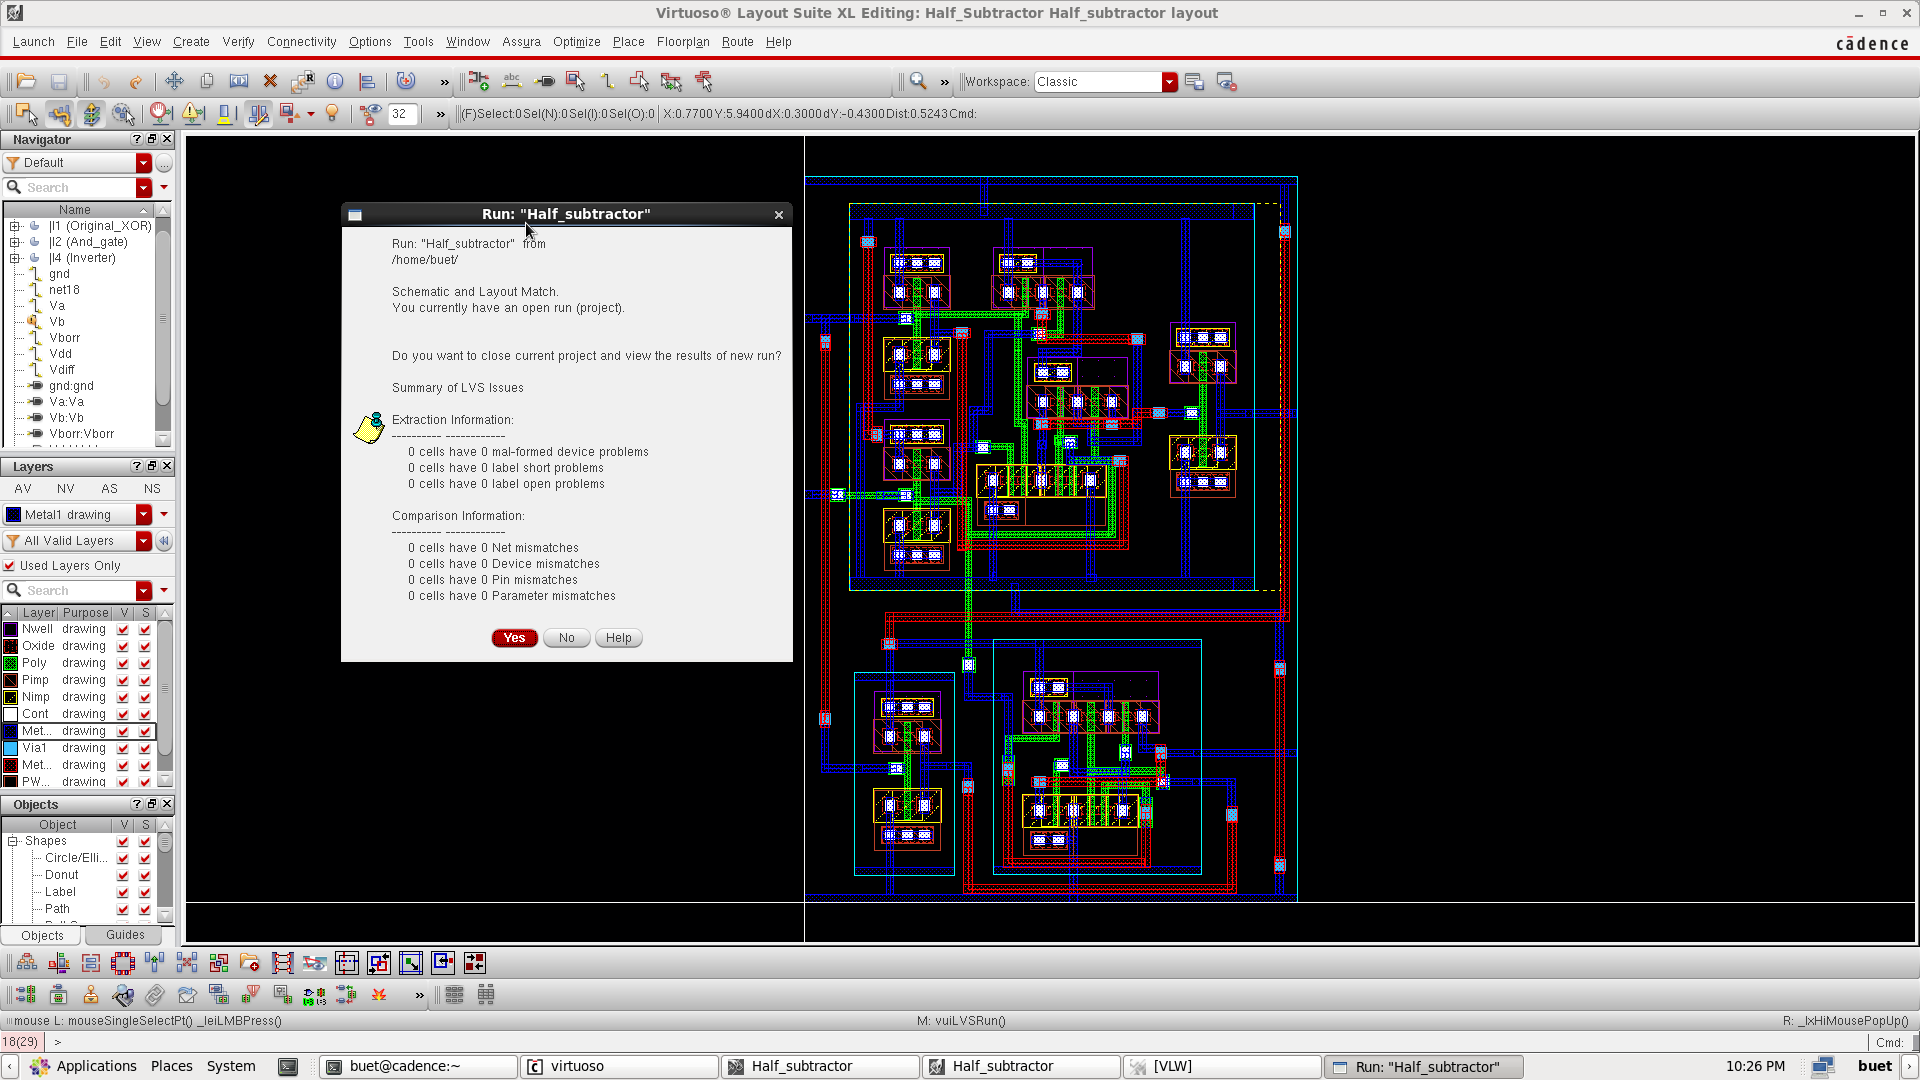 Virtuoso® Layout Suite XL Editing: Half_Subtractor Half_subtractor layout
Launch File Edit View Create Verify Connectivity Options Tools Window Assura Optimize Place Floorplan Route Help
cādence
abc
Workspace: Classic
32
(F)Select:0 Sel(N):0 Sel(I):0 Sel(O):0 X:0.7700 Y:5.9400 dX:0.3000 dY:-0.4300 Dist:0.5243 Cmd:
Navigator
Default
Search
Name
|I1 (Original_XOR)
|I2 (And_gate)
|I4 (Inverter)
gnd
net18
Va
Vb
Vborr
Vdd
Vdiff
gnd:gnd
Va:Va
Vb:Vb
Vborr:Vborr
Layers
AV NV AS NS
Metal1 drawing
All Valid Layers
Used Layers Only
Search
Layer Purpose V S
Nwell drawing
Oxide drawing
Poly drawing
Pimp drawing
Nimp drawing
Cont drawing
Met... drawing
Via1 drawing
Met... drawing
PW... drawing
Objects
Object V S
Shapes
Circle/Elli...
Donut
Label
Path
Objects Guides
Run: "Half_subtractor"
Run: "Half_subtractor" from
/home/buet/
Schematic and Layout Match.
You currently have an open run (project).
Do you want to close current project and view the results of new run?
Summary of LVS Issues
Extraction Information:
---------- ------------
0 cells have 0 mal-formed device problems
0 cells have 0 label short problems
0 cells have 0 label open problems
Comparison Information:
---------- ------------
0 cells have 0 Net mismatches
0 cells have 0 Device mismatches
0 cells have 0 Pin mismatches
0 cells have 0 Parameter mismatches
Yes No Help
mouse L: mouseSingleSelectPt() _leiLMBPress() M: vuiLVSRun() R: _lxHiMousePopUp()
18(29) > Cmd:
Applications Places System buet@cadence:~ virtuoso Half_subtractor Half_subtractor [VLW] Run: "Half_subtractor" 10:26 PM buet